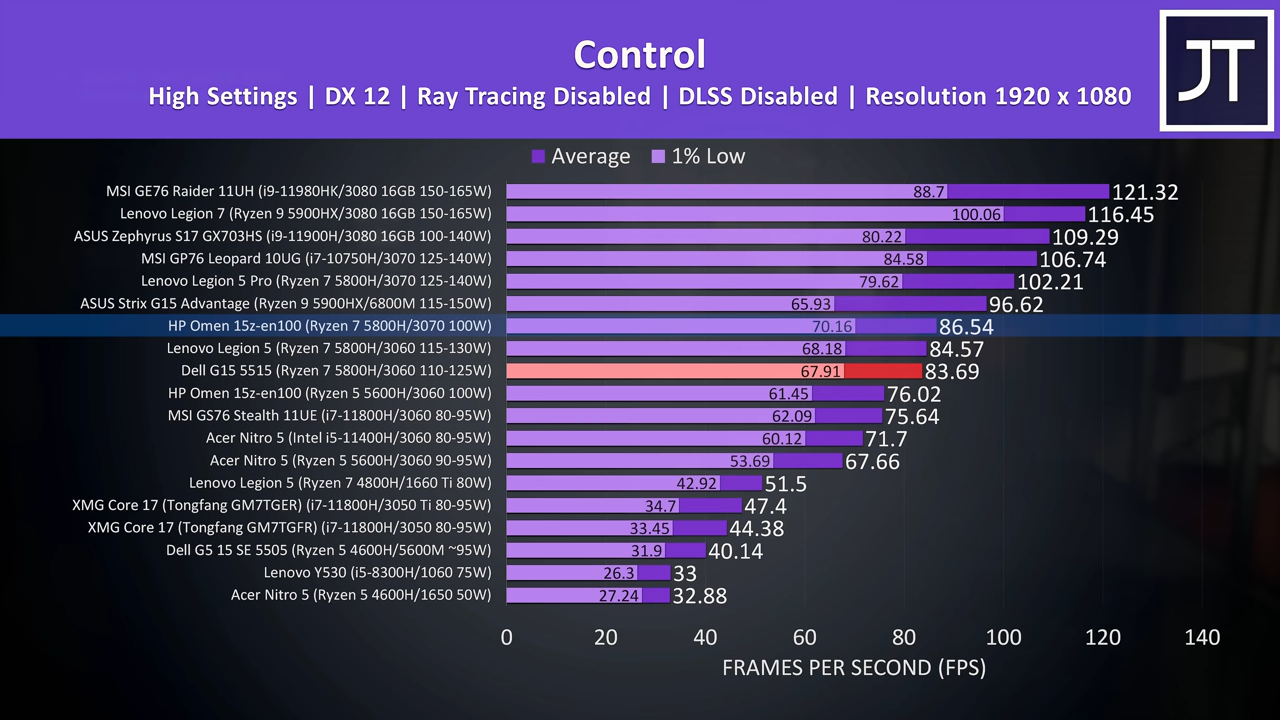 Control
High Settings | DX 12 | Ray Tracing Disabled | DLSS Disabled | Resolution 1920 x 1080
JT
Average 1% Low
MSI GE76 Raider 11UH (i9-11980HK/3080 16GB 150-165W) 88.7 121.32
Lenovo Legion 7 (Ryzen 9 5900HX/3080 16GB 150-165W) 100.06 116.45
ASUS Zephyrus S17 GX703HS (i9-11900H/3080 16GB 100-140W) 80.22 109.29
MSI GP76 Leopard 10UG (i7-10750H/3070 125-140W) 84.58 106.74
Lenovo Legion 5 Pro (Ryzen 7 5800H/3070 125-140W) 79.62 102.21
ASUS Strix G15 Advantage (Ryzen 9 5900HX/6800M 115-150W) 65.93 96.62
HP Omen 15z-en100 (Ryzen 7 5800H/3070 100W) 70.16 86.54
Lenovo Legion 5 (Ryzen 7 5800H/3060 115-130W) 68.18 84.57
Dell G15 5515 (Ryzen 7 5800H/3060 110-125W) 67.91 83.69
HP Omen 15z-en100 (Ryzen 5 5600H/3060 100W) 61.45 76.02
MSI GS76 Stealth 11UE (i7-11800H/3060 80-95W) 62.09 75.64
Acer Nitro 5 (Intel i5-11400H/3060 80-95W) 60.12 71.7
Acer Nitro 5 (Ryzen 5 5600H/3060 90-95W) 53.69 67.66
Lenovo Legion 5 (Ryzen 7 4800H/1660 Ti 80W) 42.92 51.5
XMG Core 17 (Tongfang GM7TGER) (i7-11800H/3050 Ti 80-95W) 34.7 47.4
XMG Core 17 (Tongfang GM7TGFR) (i7-11800H/3050 80-95W) 33.45 44.38
Dell G5 15 SE 5505 (Ryzen 5 4600H/5600M ~95W) 31.9 40.14
Lenovo Y530 (i5-8300H/1060 75W) 26.3 33
Acer Nitro 5 (Ryzen 5 4600H/1650 50W) 27.24 32.88
0 20 40 60 80 100 120 140
FRAMES PER SECOND (FPS)